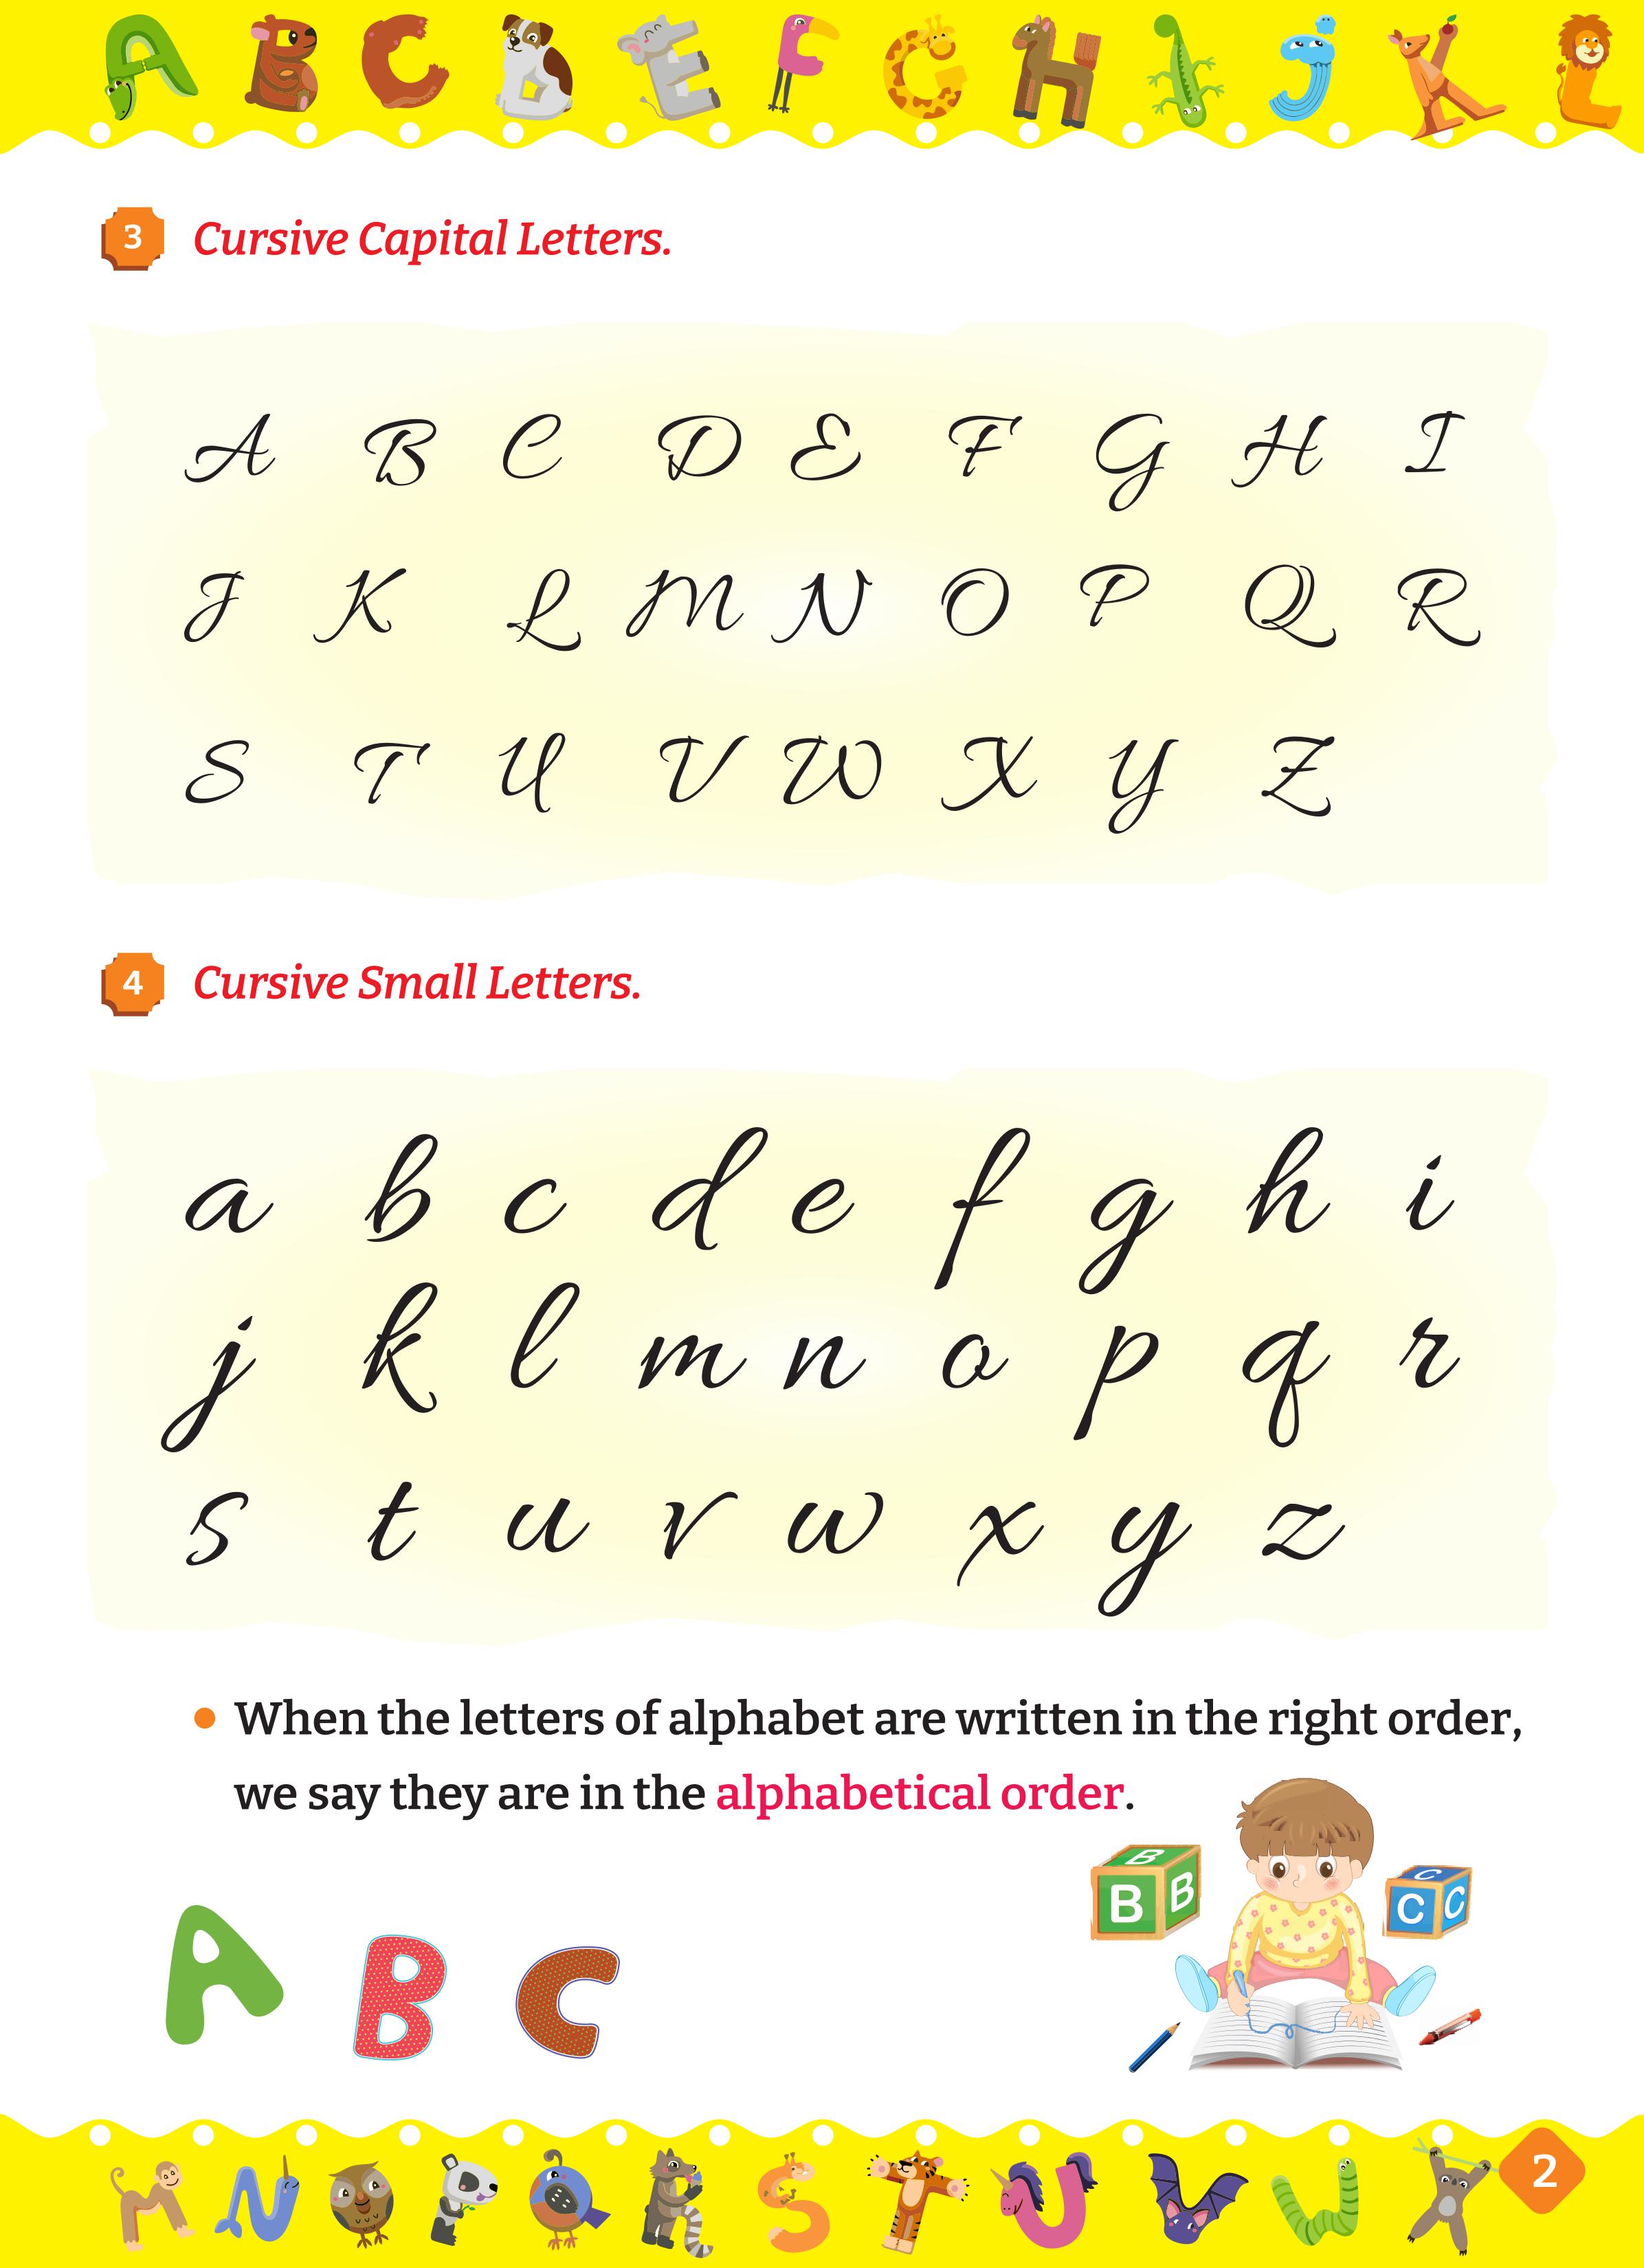 A B C D E F G H I J K L
3 Cursive Capital Letters.
A B C D E F G H I
J K L M N O P Q R
S T U V W X Y Z
4 Cursive Small Letters.
a b c d e f g h i
j k l m n o p q r
s t u v w x y z
• When the letters of alphabet are written in the right order,
we say they are in the alphabetical order.
B B B
C C C
A B C
M N O P Q R S T U V W X
2